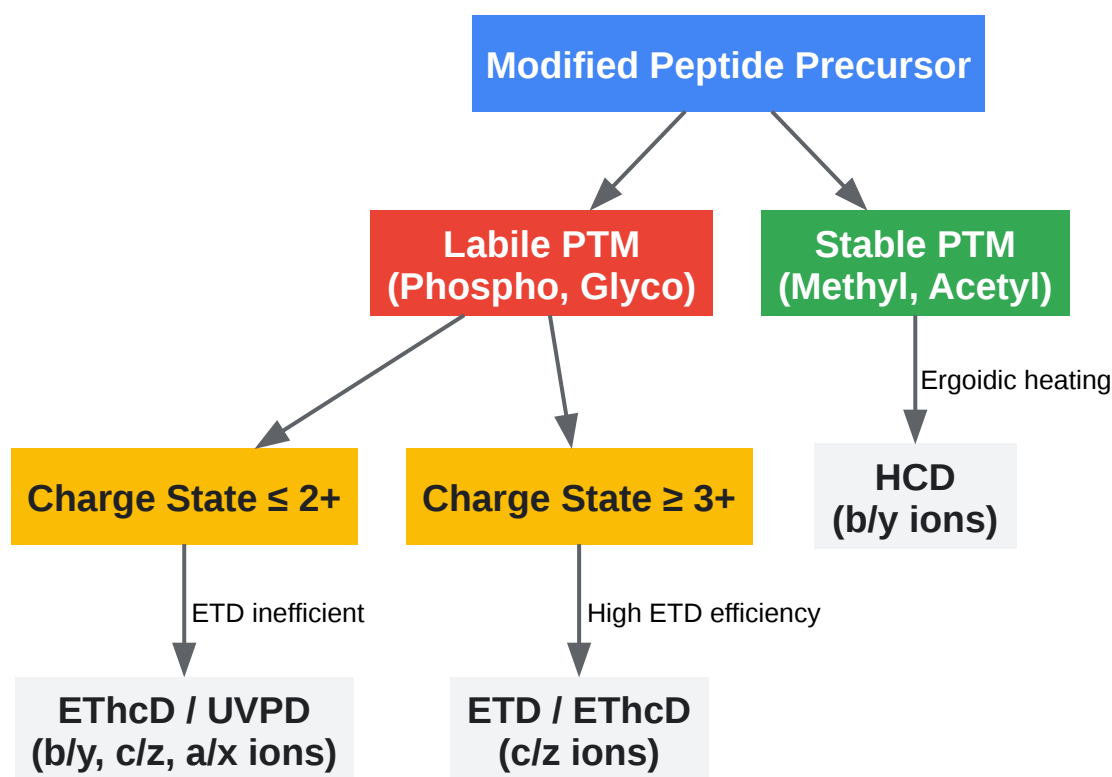 Modified Peptide Precursor
Labile PTM
(Phospho, Glyco)
Stable PTM
(Methyl, Acetyl)
Ergoidic heating
Charge State ≤ 2+
Charge State ≥ 3+
HCD
(b/y ions)
ETD inefficient
High ETD efficiency
EThcD / UVPD
(b/y, c/z, a/x ions)
ETD / EThcD
(c/z ions)